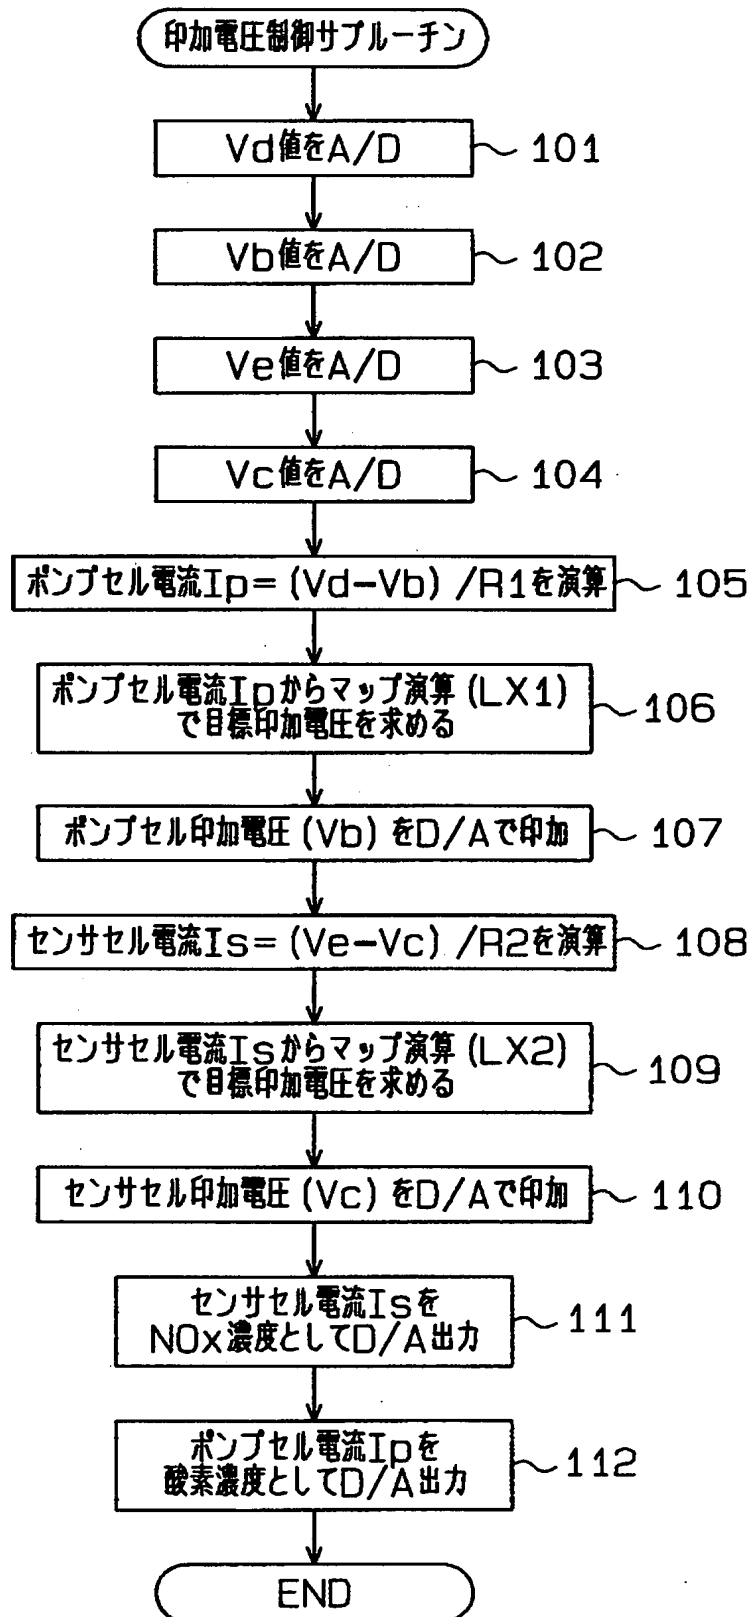 印加電圧制御サブルーチン
Vd値をA/D
101
Vb値をA/D
102
Ve値をA/D
103
Vc値をA/D
104
ポンプセル電流Ip=(Vd-Vb)/R1を演算
105
ポンプセル電流Ipからマップ演算(LX1)
で目標印加電圧を求める
106
ポンプセル印加電圧(Vb)をD/Aで印加
107
センサセル電流Is=(Ve-Vc)/R2を演算
108
センサセル電流Isからマップ演算(LX2)
で目標印加電圧を求める
109
センサセル印加電圧(Vc)をD/Aで印加
110
センサセル電流Isを
NOx濃度としてD/A出力
111
ポンプセル電流Ipを
酸素濃度としてD/A出力
112
END